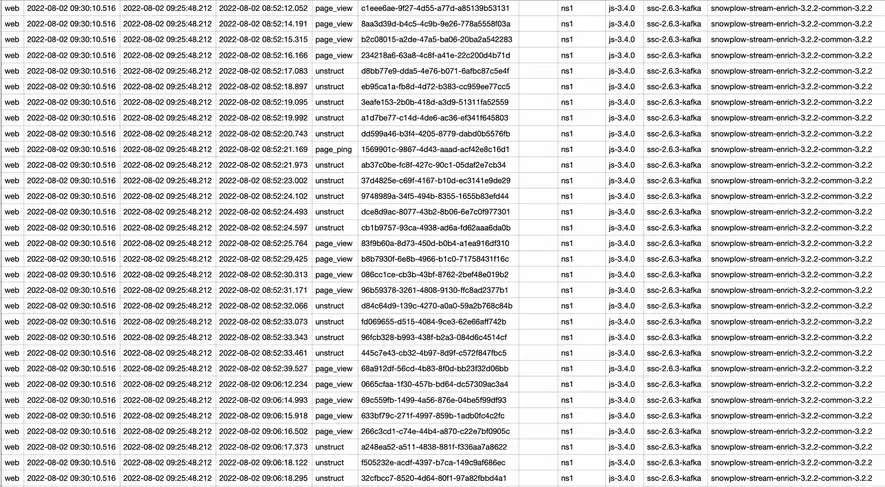 web 2022-08-02 09:30:10.516 2022-08-02 09:25:48.212 2022-08-02 08:52:12.052 page_view c1eee6ae-9f27-4d55-a77d-a85139b53131 ns1 js-3.4.0 ssc-2.6.3-kafka snowplow-stream-enrich-3.2.2-common-3.2.2
web 2022-08-02 09:30:10.516 2022-08-02 09:25:48.212 2022-08-02 08:52:14.191 page_view 8aa3d39d-b4c5-4c9b-9e26-778a5558f03a ns1 js-3.4.0 ssc-2.6.3-kafka snowplow-stream-enrich-3.2.2-common-3.2.2
web 2022-08-02 09:30:10.516 2022-08-02 09:25:48.212 2022-08-02 08:52:15.315 page_view b2c08015-a2de-47a5-ba06-20ba2a542283 ns1 js-3.4.0 ssc-2.6.3-kafka snowplow-stream-enrich-3.2.2-common-3.2.2
web 2022-08-02 09:30:10.516 2022-08-02 09:25:48.212 2022-08-02 08:52:16.166 page_view 234218a6-63a8-4c8f-a41e-22c200d4b71d ns1 js-3.4.0 ssc-2.6.3-kafka snowplow-stream-enrich-3.2.2-common-3.2.2
web 2022-08-02 09:30:10.516 2022-08-02 09:25:48.212 2022-08-02 08:52:17.083 unstruct d8bb77e9-dda5-4e76-b071-6afbc87c5e4f ns1 js-3.4.0 ssc-2.6.3-kafka snowplow-stream-enrich-3.2.2-common-3.2.2
web 2022-08-02 09:30:10.516 2022-08-02 09:25:48.212 2022-08-02 08:52:18.897 unstruct eb95ca1a-fb8d-4d72-b383-cc959ee77cc5 ns1 js-3.4.0 ssc-2.6.3-kafka snowplow-stream-enrich-3.2.2-common-3.2.2
web 2022-08-02 09:30:10.516 2022-08-02 09:25:48.212 2022-08-02 08:52:19.095 unstruct 3eafe153-2b0b-418d-a3d9-51311fa52559 ns1 js-3.4.0 ssc-2.6.3-kafka snowplow-stream-enrich-3.2.2-common-3.2.2
web 2022-08-02 09:30:10.516 2022-08-02 09:25:48.212 2022-08-02 08:52:19.992 unstruct a1d7be77-c14d-4de6-ac36-ef341f645803 ns1 js-3.4.0 ssc-2.6.3-kafka snowplow-stream-enrich-3.2.2-common-3.2.2
web 2022-08-02 09:30:10.516 2022-08-02 09:25:48.212 2022-08-02 08:52:20.743 unstruct dd599a46-b3f4-4205-8779-dabd0b5576fb ns1 js-3.4.0 ssc-2.6.3-kafka snowplow-stream-enrich-3.2.2-common-3.2.2
web 2022-08-02 09:30:10.516 2022-08-02 09:25:48.212 2022-08-02 08:52:21.169 page_ping 1569901c-9867-4d43-aaad-acf42e8c16d1 ns1 js-3.4.0 ssc-2.6.3-kafka snowplow-stream-enrich-3.2.2-common-3.2.2
web 2022-08-02 09:30:10.516 2022-08-02 09:25:48.212 2022-08-02 08:52:21.973 unstruct ab37c0be-fc8f-427c-90c1-05daf2e7cb34 ns1 js-3.4.0 ssc-2.6.3-kafka snowplow-stream-enrich-3.2.2-common-3.2.2
web 2022-08-02 09:30:10.516 2022-08-02 09:25:48.212 2022-08-02 08:52:23.002 unstruct 37d4825e-c69f-4167-b10d-ec3141e9de29 ns1 js-3.4.0 ssc-2.6.3-kafka snowplow-stream-enrich-3.2.2-common-3.2.2
web 2022-08-02 09:30:10.516 2022-08-02 09:25:48.212 2022-08-02 08:52:24.102 unstruct 9748989a-34f5-494b-8355-1655b83efd44 ns1 js-3.4.0 ssc-2.6.3-kafka snowplow-stream-enrich-3.2.2-common-3.2.2
web 2022-08-02 09:30:10.516 2022-08-02 09:25:48.212 2022-08-02 08:52:24.493 unstruct dce8d9ac-8077-43b2-8b06-6e7c0f977301 ns1 js-3.4.0 ssc-2.6.3-kafka snowplow-stream-enrich-3.2.2-common-3.2.2
web 2022-08-02 09:30:10.516 2022-08-02 09:25:48.212 2022-08-02 08:52:24.597 unstruct cb1b9757-93ca-4938-ad6a-fd62aaa6da0b ns1 js-3.4.0 ssc-2.6.3-kafka snowplow-stream-enrich-3.2.2-common-3.2.2
web 2022-08-02 09:30:10.516 2022-08-02 09:25:48.212 2022-08-02 08:52:25.764 page_view 83f9b60a-8d73-450d-b0b4-a1ea916df310 ns1 js-3.4.0 ssc-2.6.3-kafka snowplow-stream-enrich-3.2.2-common-3.2.2
web 2022-08-02 09:30:10.516 2022-08-02 09:25:48.212 2022-08-02 08:52:29.425 page_view b8b7930f-6e8b-4966-b1c0-71758431f16c ns1 js-3.4.0 ssc-2.6.3-kafka snowplow-stream-enrich-3.2.2-common-3.2.2
web 2022-08-02 09:30:10.516 2022-08-02 09:25:48.212 2022-08-02 08:52:30.313 page_view 086cc1ce-cb3b-43bf-8762-2bef48e019b2 ns1 js-3.4.0 ssc-2.6.3-kafka snowplow-stream-enrich-3.2.2-common-3.2.2
web 2022-08-02 09:30:10.516 2022-08-02 09:25:48.212 2022-08-02 08:52:31.171 page_view 96b59378-3261-4808-9130-ffc8ad2377b1 ns1 js-3.4.0 ssc-2.6.3-kafka snowplow-stream-enrich-3.2.2-common-3.2.2
web 2022-08-02 09:30:10.516 2022-08-02 09:25:48.212 2022-08-02 08:52:32.066 unstruct d84c64d9-139c-4270-a0a0-59a2b768c84b ns1 js-3.4.0 ssc-2.6.3-kafka snowplow-stream-enrich-3.2.2-common-3.2.2
web 2022-08-02 09:30:10.516 2022-08-02 09:25:48.212 2022-08-02 08:52:33.073 unstruct fd069655-d515-4084-9ce3-62e66aff742b ns1 js-3.4.0 ssc-2.6.3-kafka snowplow-stream-enrich-3.2.2-common-3.2.2
web 2022-08-02 09:30:10.516 2022-08-02 09:25:48.212 2022-08-02 08:52:33.343 unstruct 96fcb328-b993-438f-b2a3-084d6c4514cf ns1 js-3.4.0 ssc-2.6.3-kafka snowplow-stream-enrich-3.2.2-common-3.2.2
web 2022-08-02 09:30:10.516 2022-08-02 09:25:48.212 2022-08-02 08:52:33.461 unstruct 445c7e43-cb32-4b97-8d9f-c572f847fbc5 ns1 js-3.4.0 ssc-2.6.3-kafka snowplow-stream-enrich-3.2.2-common-3.2.2
web 2022-08-02 09:30:10.516 2022-08-02 09:25:48.212 2022-08-02 08:52:39.527 page_view 68a912df-56cd-4b83-8f0d-bb23f32d06bb ns1 js-3.4.0 ssc-2.6.3-kafka snowplow-stream-enrich-3.2.2-common-3.2.2
web 2022-08-02 09:30:10.516 2022-08-02 09:25:48.212 2022-08-02 09:06:12.234 page_view 0665cfaa-1f30-457b-bd64-dc57309ac3a4 ns1 js-3.4.0 ssc-2.6.3-kafka snowplow-stream-enrich-3.2.2-common-3.2.2
web 2022-08-02 09:30:10.516 2022-08-02 09:25:48.212 2022-08-02 09:06:14.993 page_view 69c559fb-1499-4a56-876e-04be5f99df93 ns1 js-3.4.0 ssc-2.6.3-kafka snowplow-stream-enrich-3.2.2-common-3.2.2
web 2022-08-02 09:30:10.516 2022-08-02 09:25:48.212 2022-08-02 09:06:15.918 page_view 633bf79c-271f-4997-859b-1adb0fc4c2fc ns1 js-3.4.0 ssc-2.6.3-kafka snowplow-stream-enrich-3.2.2-common-3.2.2
web 2022-08-02 09:30:10.516 2022-08-02 09:25:48.212 2022-08-02 09:06:16.502 page_view 266c3cd1-c74e-44b4-a870-c22e7bf0905c ns1 js-3.4.0 ssc-2.6.3-kafka snowplow-stream-enrich-3.2.2-common-3.2.2
web 2022-08-02 09:30:10.516 2022-08-02 09:25:48.212 2022-08-02 09:06:17.373 unstruct a248ea52-a511-4838-881f-f336aa7a8622 ns1 js-3.4.0 ssc-2.6.3-kafka snowplow-stream-enrich-3.2.2-common-3.2.2
web 2022-08-02 09:30:10.516 2022-08-02 09:25:48.212 2022-08-02 09:06:18.122 unstruct f505232e-acdf-4397-b7ca-149c9af686ec ns1 js-3.4.0 ssc-2.6.3-kafka snowplow-stream-enrich-3.2.2-common-3.2.2
web 2022-08-02 09:30:10.516 2022-08-02 09:25:48.212 2022-08-02 09:06:18.295 unstruct 32cfbcc7-8520-4d64-80f1-97a82fbbd4a1 ns1 js-3.4.0 ssc-2.6.3-kafka snowplow-stream-enrich-3.2.2-common-3.2.2